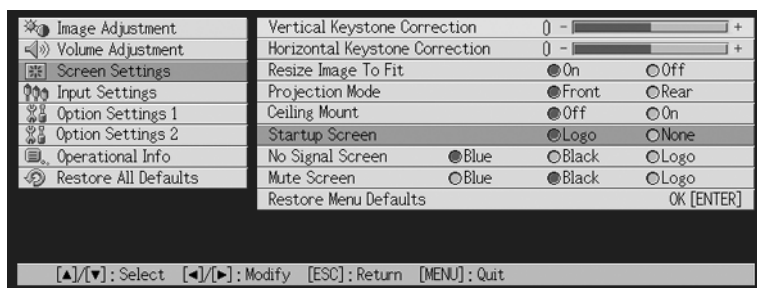 Image Adjustment
Volume Adjustment
Screen Settings
Input Settings
Option Settings 1
Option Settings 2
Operational Info
Restore All Defaults
Vertical Keystone Correction 0 - +
Horizontal Keystone Correction 0 - +
Resize Image To Fit On Off
Projection Mode Front Rear
Ceiling Mount Off On
Startup Screen Logo None
No Signal Screen Blue Black Logo
Mute Screen Blue Black Logo
Restore Menu Defaults OK [ENTER]
[▲]/[▼] : Select [◀]/[▶] : Modify [ESC] : Return [MENU] : Quit